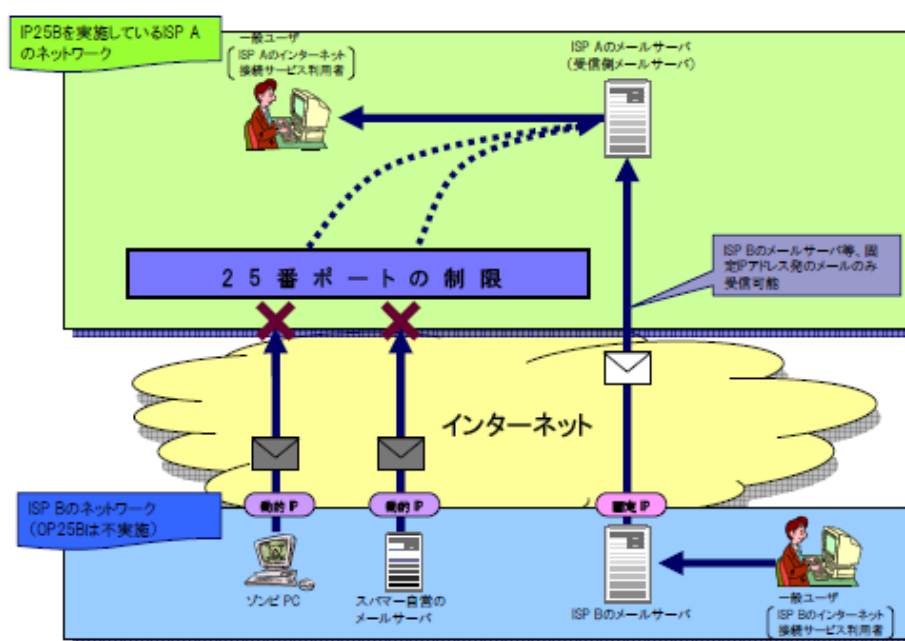 IP25Bを実施しているISP A
のネットワーク
一般ユーザ
ISP Aのインターネット
接続サービス利用者
ISP Aのメールサーバ
(受信側メールサーバ)
25番ポートの制限
ISP Bのメールサーバ等、固
定IPアドレス発のメールのみ
受信可能
インターネット
ISP Bのネットワーク
(OP25Bは不実施)
動的IP
動的IP
固定IP
ゾンビPC
スパマー自営の
メールサーバ
ISP Bのメールサーバ
一般ユーザ
ISP Bのインターネット
接続サービス利用者